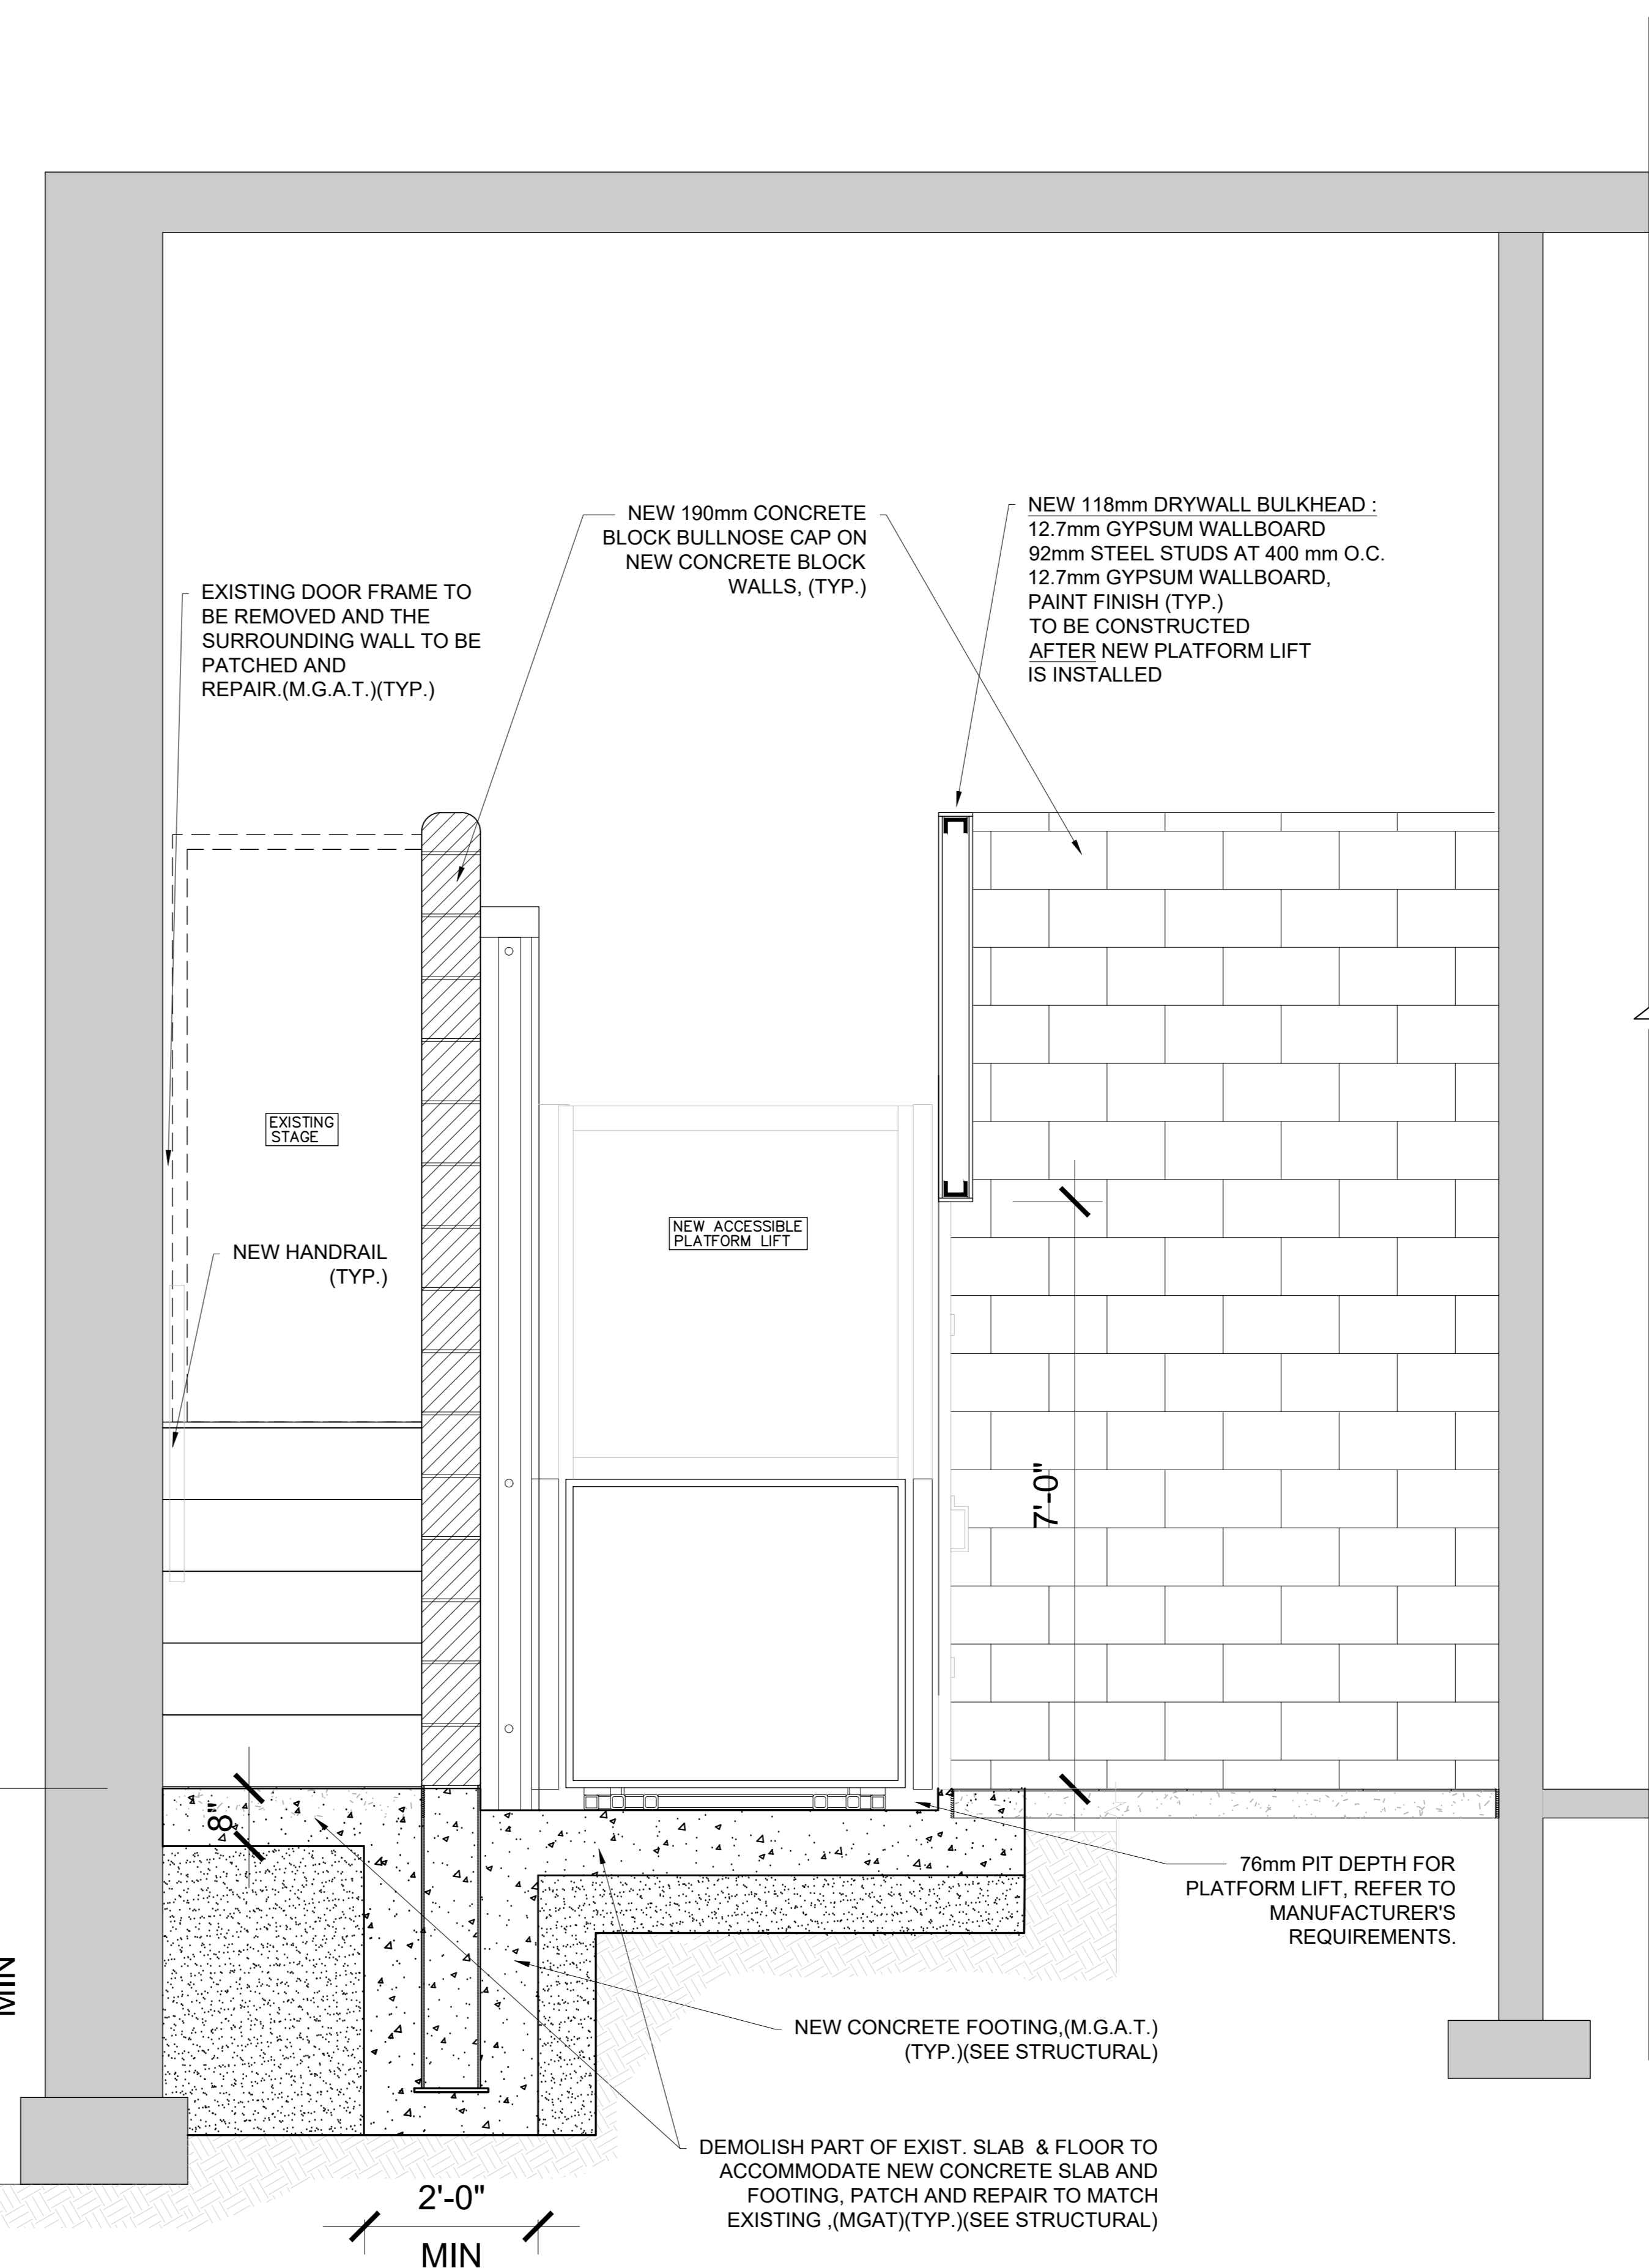 NEW 190mm CONCRETE
BLOCK BULLNOSE CAP ON
NEW CONCRETE BLOCK
WALLS, (TYP.)
NEW 118mm DRYWALL BULKHEAD :
12.7mm GYPSUM WALLBOARD
92mm STEEL STUDS AT 400 mm O.C.
12.7mm GYPSUM WALLBOARD,
PAINT FINISH (TYP.)
TO BE CONSTRUCTED
AFTER NEW PLATFORM LIFT
IS INSTALLED
EXISTING DOOR FRAME TO
BE REMOVED AND THE
SURROUNDING WALL TO BE
PATCHED AND
REPAIR.(M.G.A.T.)(TYP.)
EXISTING
STAGE
NEW ACCESSIBLE
PLATFORM LIFT
NEW HANDRAIL
(TYP.)
7'-0"
8"
76mm PIT DEPTH FOR
PLATFORM LIFT, REFER TO
MANUFACTURER'S
REQUIREMENTS.
MIN
NEW CONCRETE FOOTING,(M.G.A.T.)
(TYP.)(SEE STRUCTURAL)
DEMOLISH PART OF EXIST. SLAB & FLOOR TO
ACCOMMODATE NEW CONCRETE SLAB AND
FOOTING, PATCH AND REPAIR TO MATCH
EXISTING ,(MGAT)(TYP.)(SEE STRUCTURAL)
2'-0"
MIN